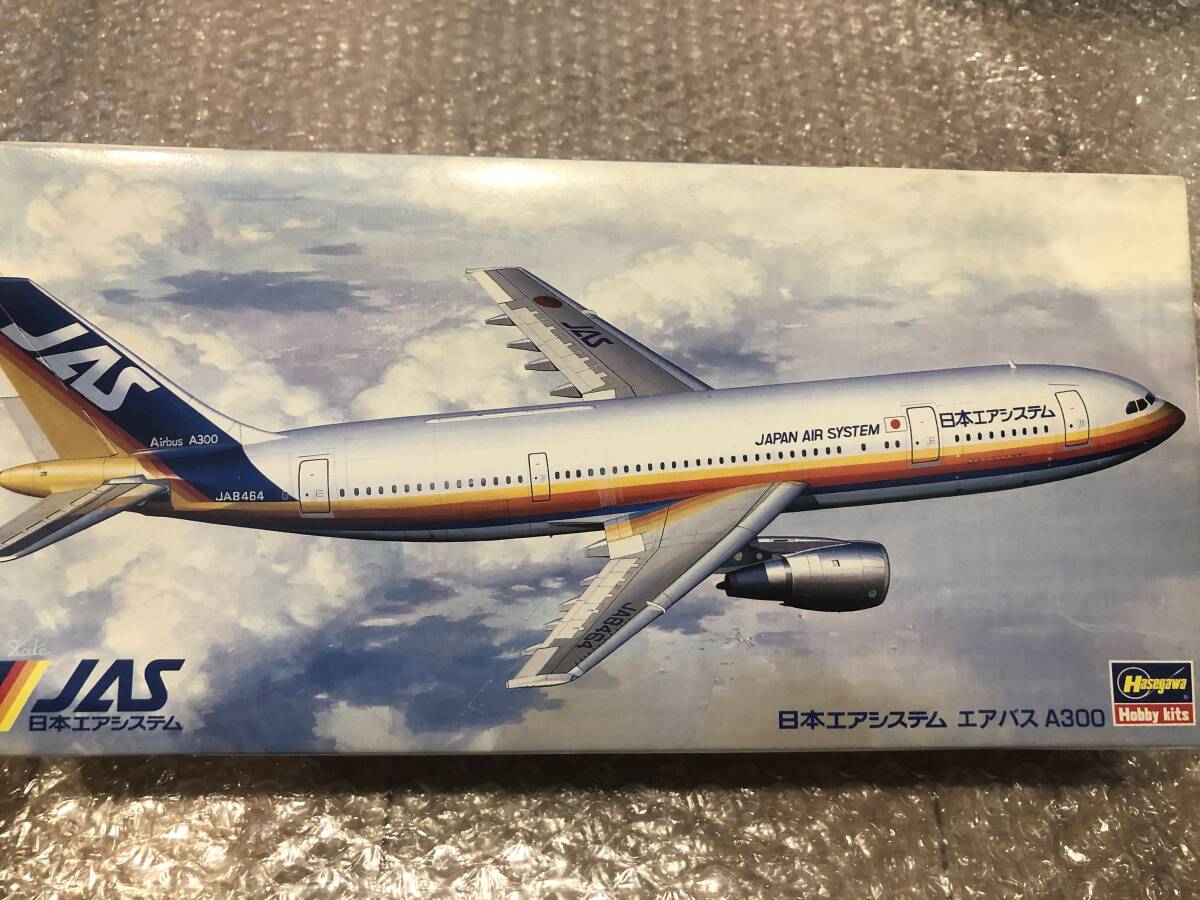 JAS
JAS
Airbus A300
JA8464
JAPAN AIR SYSTEM
日本エアシステム
JA8464
JAS
日本エアシステム
日本エアシステム エアバス A300
Hasegawa
Hobby kits